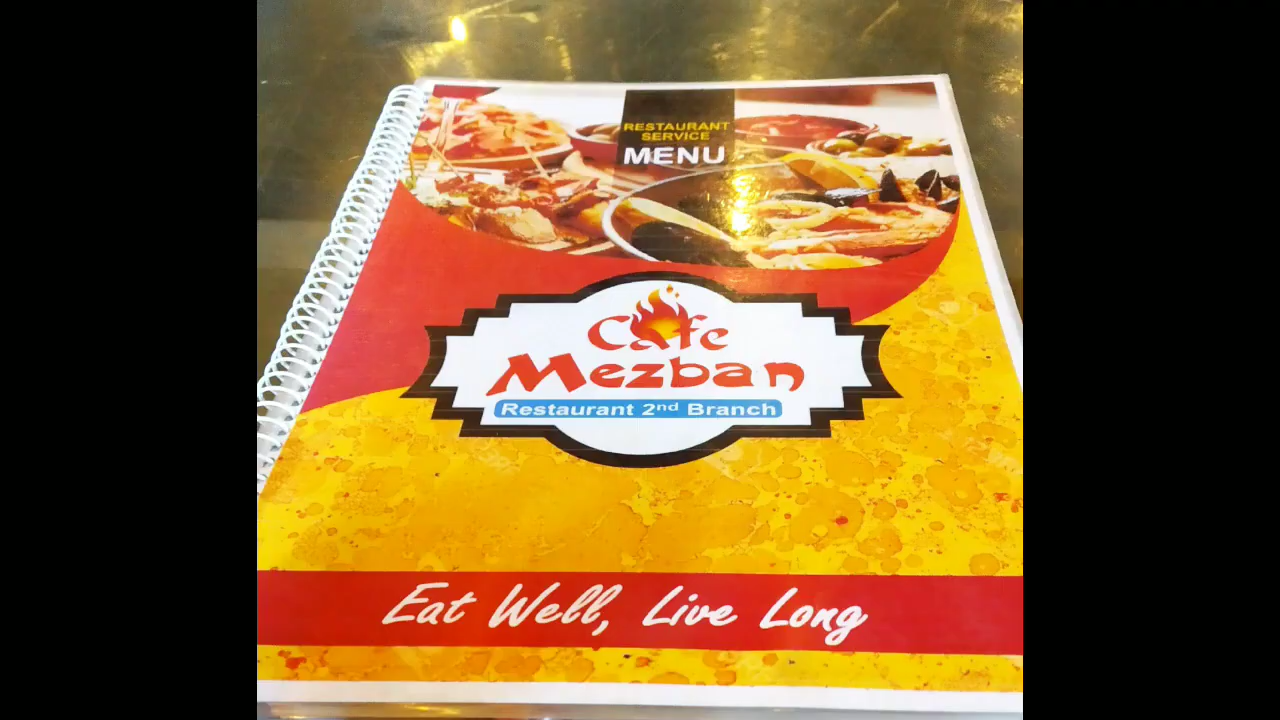 RESTAURANT
SERVICE
MENU
Cafe
Mezban
Restaurant 2nd Branch
Eat Well, Live Long